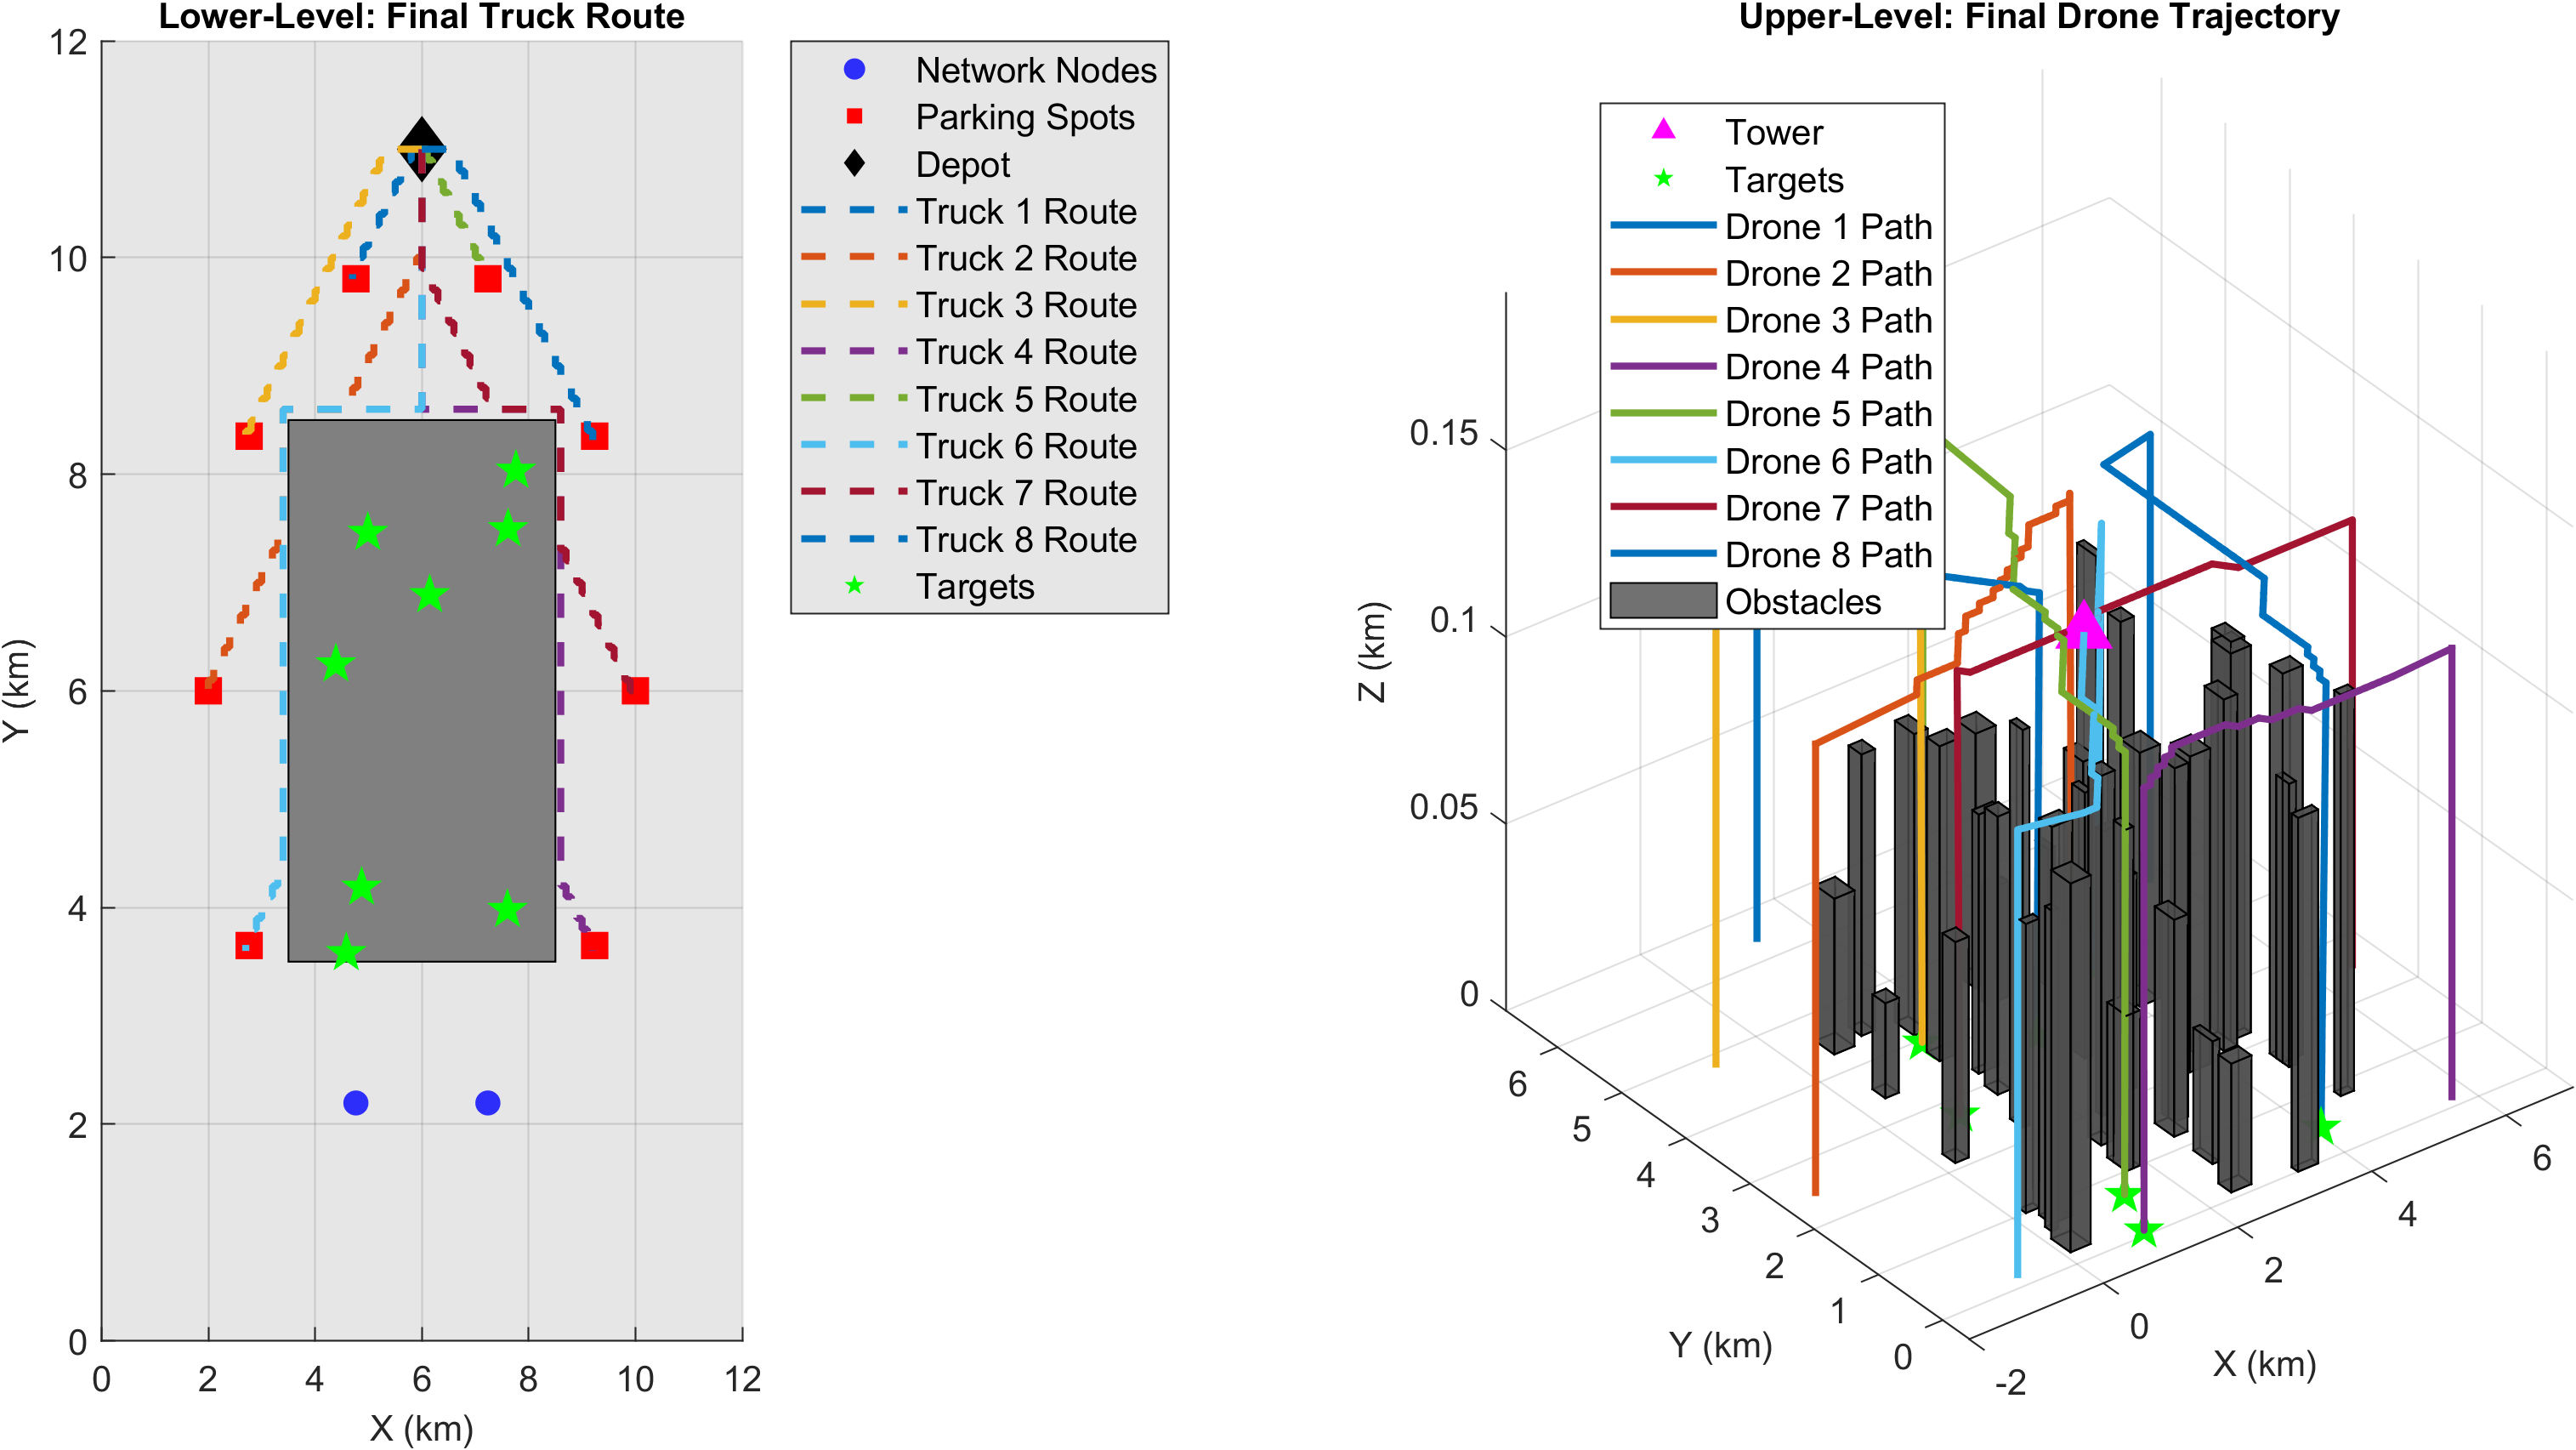 Lower-Level: Final Truck Route
12
10
8
6
4
2
0
0 2 4 6 8 10 12
Y (km)
X (km)
Network Nodes
Parking Spots
Depot
Truck 1 Route
Truck 2 Route
Truck 3 Route
Truck 4 Route
Truck 5 Route
Truck 6 Route
Truck 7 Route
Truck 8 Route
Targets
Upper-Level: Final Drone Trajectory
Tower
Targets
Drone 1 Path
Drone 2 Path
Drone 3 Path
Drone 4 Path
Drone 5 Path
Drone 6 Path
Drone 7 Path
Drone 8 Path
Obstacles
0.15
0.1
0.05
0
Z (km)
6
5
4
3
2
1
0
Y (km)
-2
0
2
4
6
X (km)